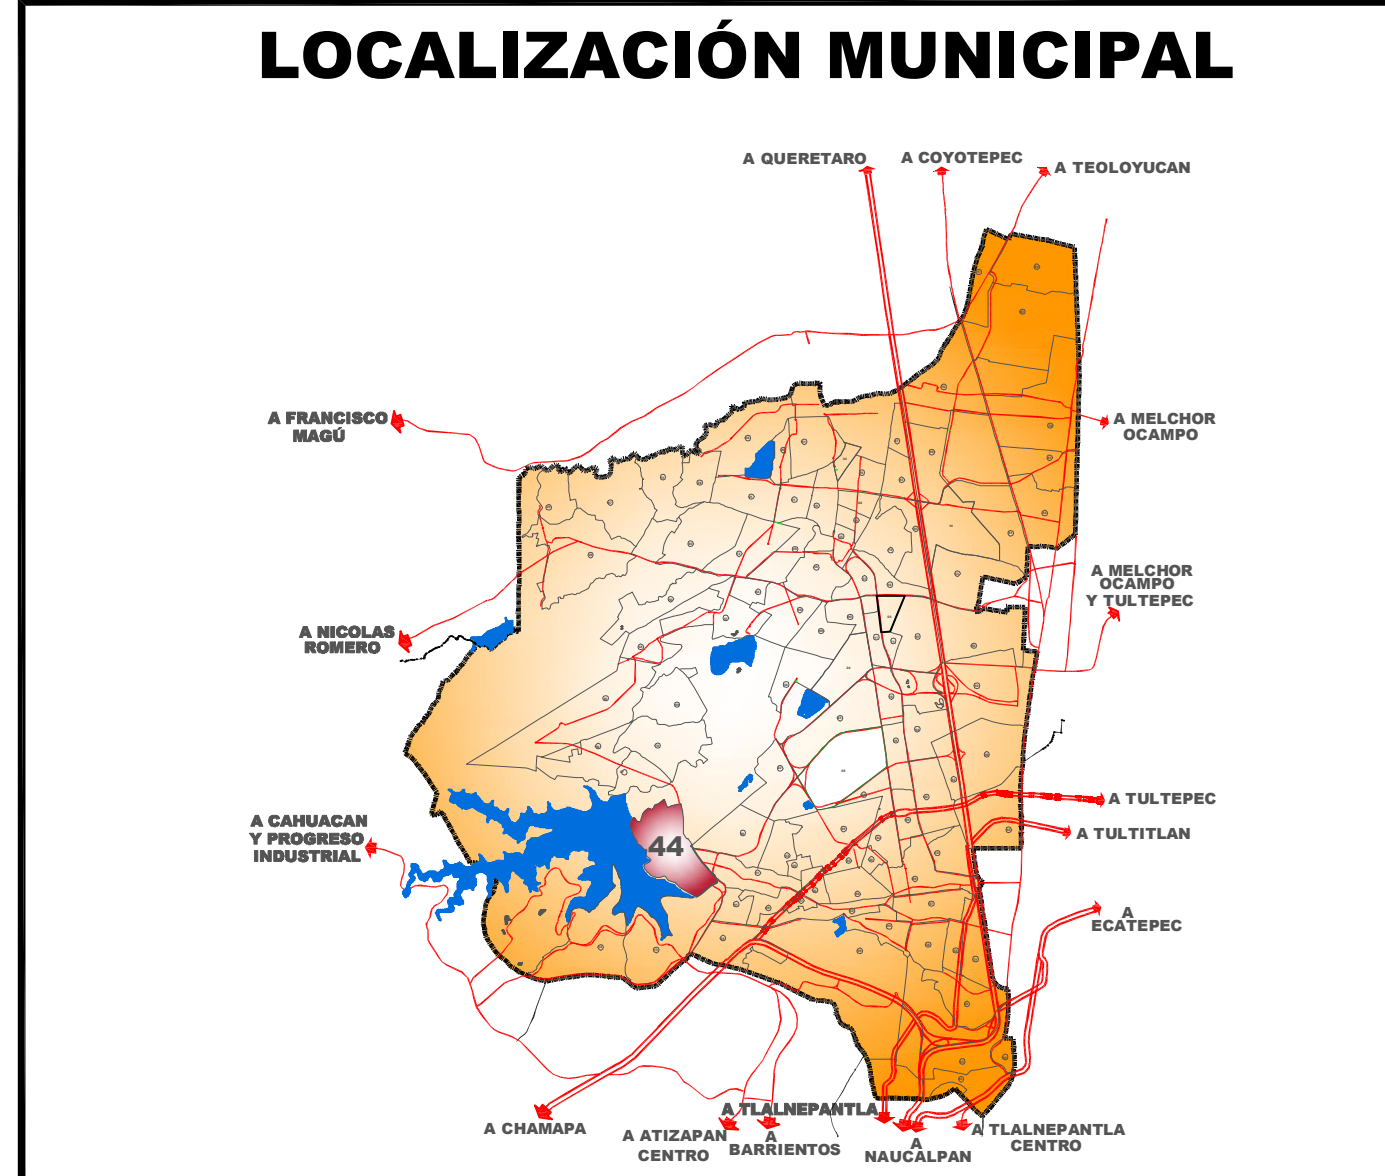 LOCALIZACIÓN MUNICIPAL
A QUERETARO
A COYOTEPEC
A TEOLOYUCAN
A FRANCISCO
MAGÚ
A MELCHOR
OCAMPO
A MELCHOR
OCAMPO
Y TULTEPEC
A NICOLAS
ROMERO
A TULTEPEC
A CAHUACAN
Y PROGRESO
INDUSTRIAL
A TULTITLAN
44
A
ECATEPEC
A CHAMAPA
A ATIZAPAN
CENTRO
A TLALNEPANTLA
A
BARRIENTOS
A
NAUCALPAN
A TLALNEPANTLA
CENTRO